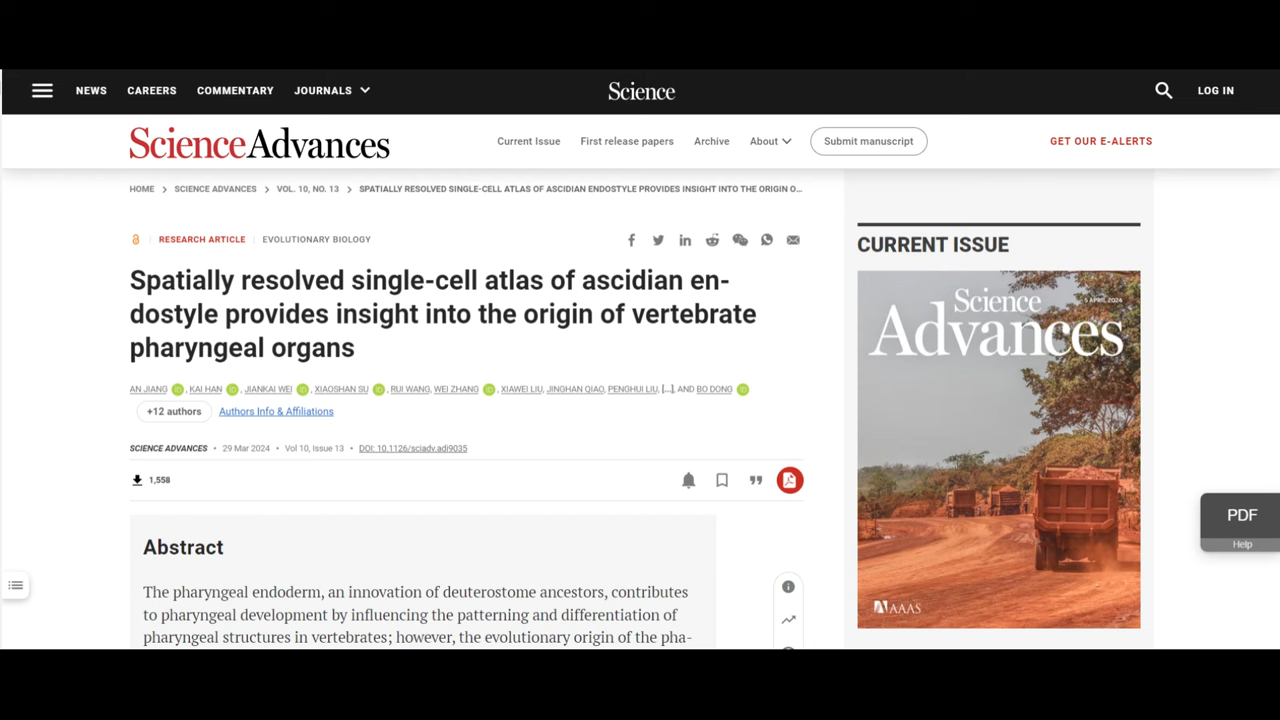 NEWS CAREERS COMMENTARY JOURNALS Science LOG IN
ScienceAdvances Current Issue First release papers Archive About Submit manuscript GET OUR E-ALERTS
HOME SCIENCE ADVANCES VOL. 10, NO. 13 SPATIALLY RESOLVED SINGLE-CELL ATLAS OF ASCIDIAN ENDOSTYLE PROVIDES INSIGHT INTO THE ORIGIN O...
RESEARCH ARTICLE EVOLUTIONARY BIOLOGY
Spatially resolved single-cell atlas of ascidian en-
dostyle provides insight into the origin of vertebrate
pharyngeal organs
AN JIANG, KAI HAN, JIANKAI WEI, XIAOSHAN SU, RUI WANG, WEI ZHANG, XIAWEI LIU, JINGHAN QIAO, PENGHUI LIU, [...], AND BO DONG
+12 authors Authors Info & Affiliations
SCIENCE ADVANCES • 29 Mar 2024 • Vol 10, Issue 13 • DOI: 10.1126/sciadv.adi9035
1,558
Abstract
The pharyngeal endoderm, an innovation of deuterostome ancestors, contributes
to pharyngeal development by influencing the patterning and differentiation of
pharyngeal structures in vertebrates; however, the evolutionary origin of the pha-
CURRENT ISSUE
Science
Advances
5 APRIL 2024
AAAS
PDF
Help